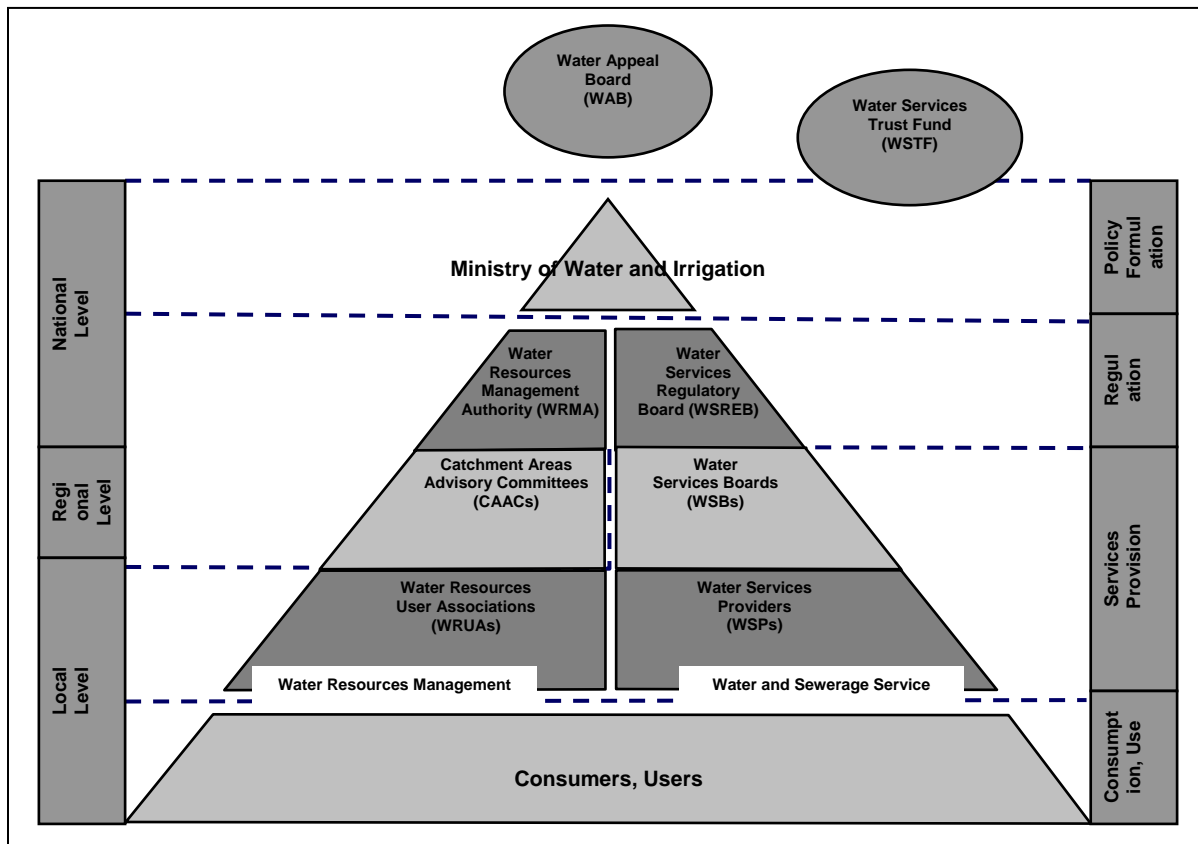 Water Appeal
Board
(WAB)
Water Services
Trust Fund
(WSTF)
National
Level
Regi
onal
Level
Local
Level
Ministry of Water and Irrigation
Water
Resources
Management
Authority (WRMA)
Water
Services
Regulatory
Board (WSREB)
Catchment Areas
Advisory Committees
(CAACs)
Water
Services Boards
(WSBs)
Water Resources
User Associations
(WRUAs)
Water Services
Providers
(WSPs)
Water Resources Management
Water and Sewerage Service
Consumers, Users
Policy
Formul
ation
Regul
ation
Services
Provision
Consumpt
ion, Use